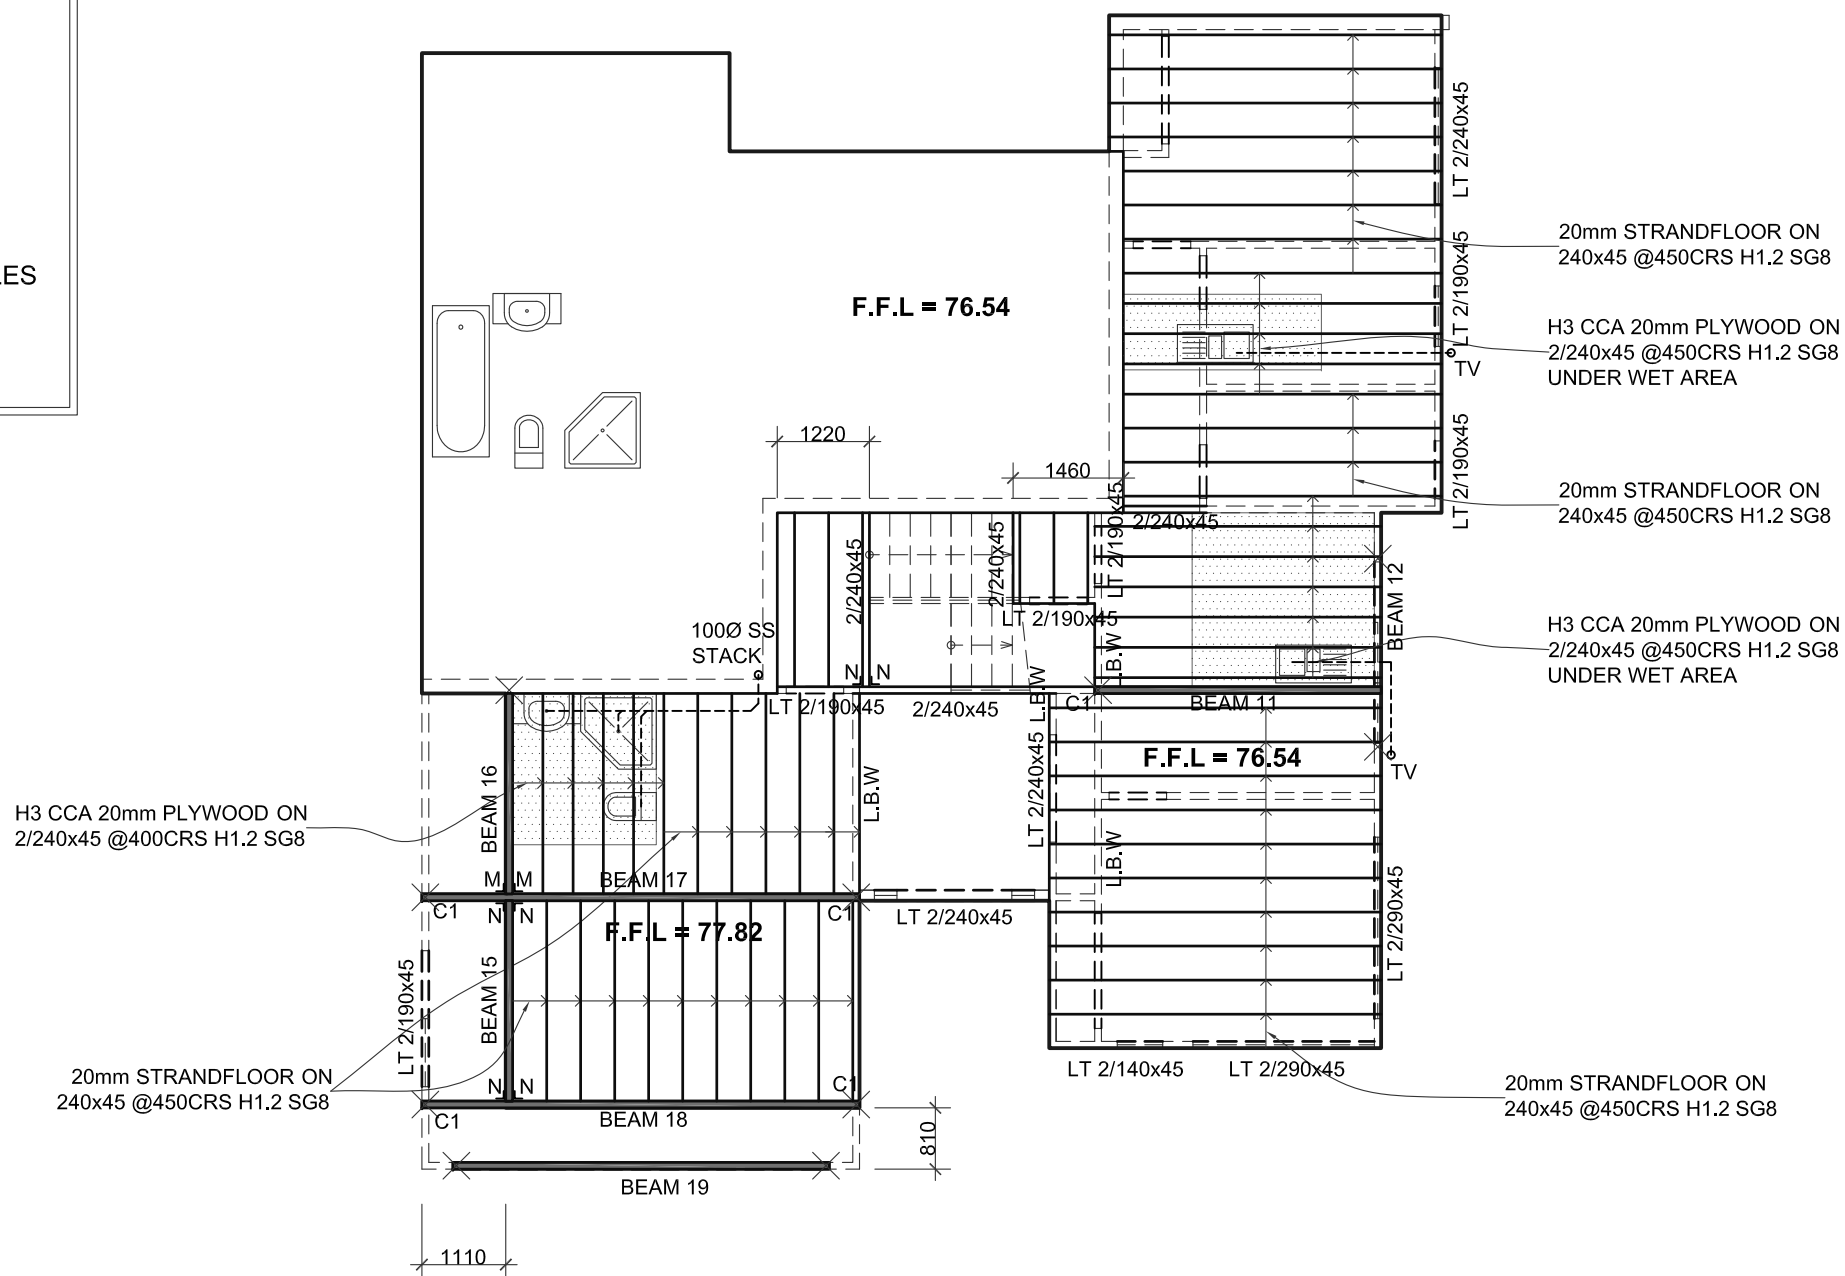 LES
F.F.L = 76.54
LT 2/240x45
20mm STRANDFLOOR ON
240x45 @450CRS H1.2 SG8
LT 2/190x45
H3 CCA 20mm PLYWOOD ON
2/240x45 @450CRS H1.2 SG8
UNDER WET AREA
TV
1220
1460
LT 2/190x45
20mm STRANDFLOOR ON
240x45 @450CRS H1.2 SG8
2/240x45
2/240x45
LT 2/190x45
2/240x45
LT 2/190x45
BEAM 12
100Ø SS
STACK
L.B.W
H3 CCA 20mm PLYWOOD ON
2/240x45 @450CRS H1.2 SG8
UNDER WET AREA
N N
LT 2/190x45
2/240x45
L.B.W
C1
BEAM 11
F.F.L = 76.54
TV
BEAM 16
L.B.W
LT 2/240x45
H3 CCA 20mm PLYWOOD ON
2/240x45 @400CRS H1.2 SG8
L.B.W
M M
BEAM 17
C1
N N
C1
LT 2/240x45
LT 2/290x45
F.F.L = 77.82
LT 2/190x45
BEAM 15
20mm STRANDFLOOR ON
240x45 @450CRS H1.2 SG8
N N
C1
LT 2/140x45
LT 2/290x45
20mm STRANDFLOOR ON
240x45 @450CRS H1.2 SG8
C1
BEAM 18
810
BEAM 19
1110